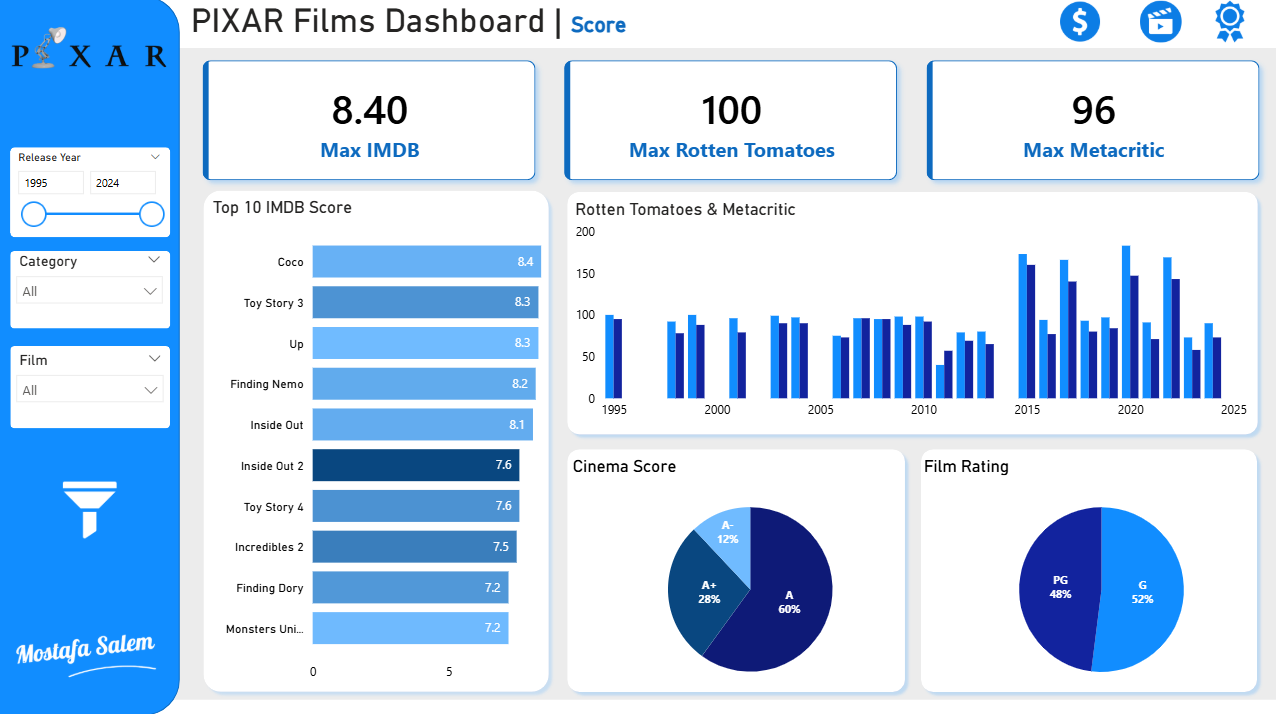 PIXAR
PIXAR Films Dashboard | Score
Release Year
1995 2024
Category
All
Film
All
Mostafa Salem
8.40
Max IMDB
100
Max Rotten Tomatoes
96
Max Metacritic
Top 10 IMDB Score
Coco 8.4
Toy Story 3 8.3
Up 8.3
Finding Nemo 8.2
Inside Out 8.1
Inside Out 2 7.6
Toy Story 4 7.6
Incredibles 2 7.5
Finding Dory 7.2
Monsters Uni... 7.2
0 5
Rotten Tomatoes & Metacritic
200
150
100
50
0
1995 2000 2005 2010 2015 2020 2025
Cinema Score
A-
12%
A+
28%
A
60%
Film Rating
PG
48%
G
52%